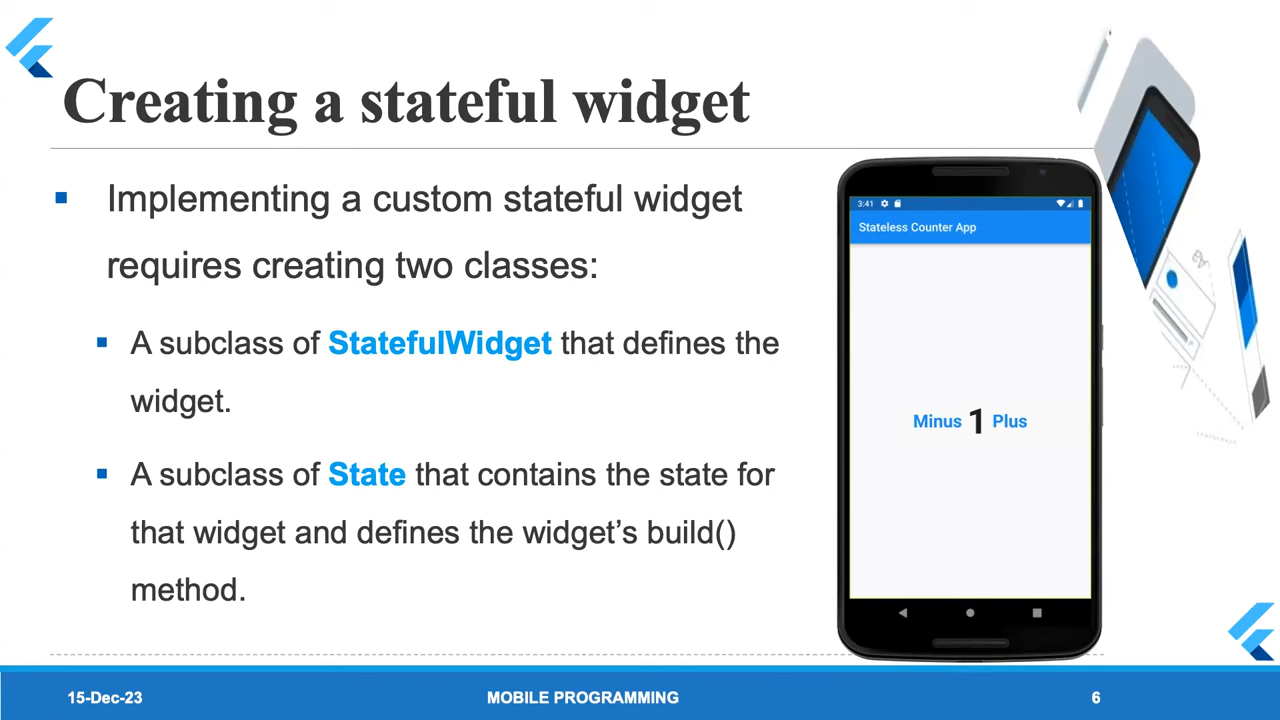 Creating a stateful widget
▪ Implementing a custom stateful widget
requires creating two classes:
▪ A subclass of StatefulWidget that defines the
widget.
▪ A subclass of State that contains the state for
that widget and defines the widget’s build()
method.
3:41
Stateless Counter App
Minus 1 Plus
15-Dec-23
MOBILE PROGRAMMING
6